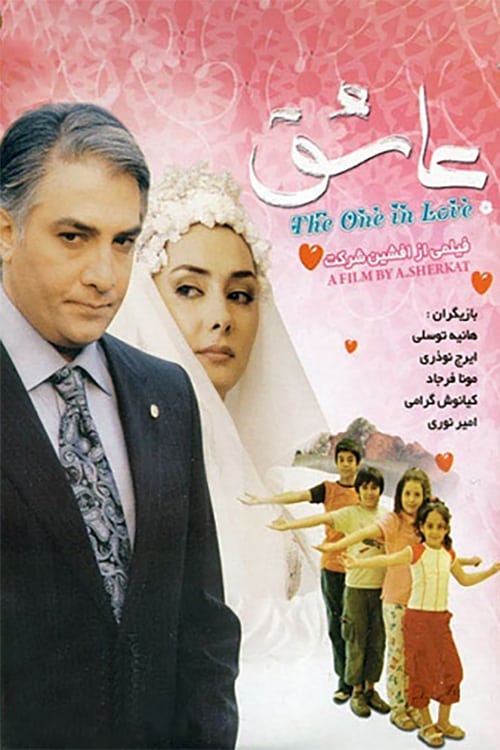 عاشق
The One in Love
فیلمی از افشین شرکت
A FILM BY A.SHERKAT
بازیگران :
هانیه توسلی
ایرج نوذری
مونا فرجاد
کیانوش گرامی
امیر نوری